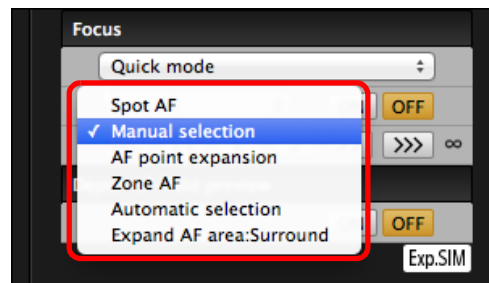 Focus
Quick mode
Spot AF
OFF
✓ Manual selection
>>> ∞
AF point expansion
Zone AF
Automatic selection
OFF
Expand AF area:Surround
Exp.SIM